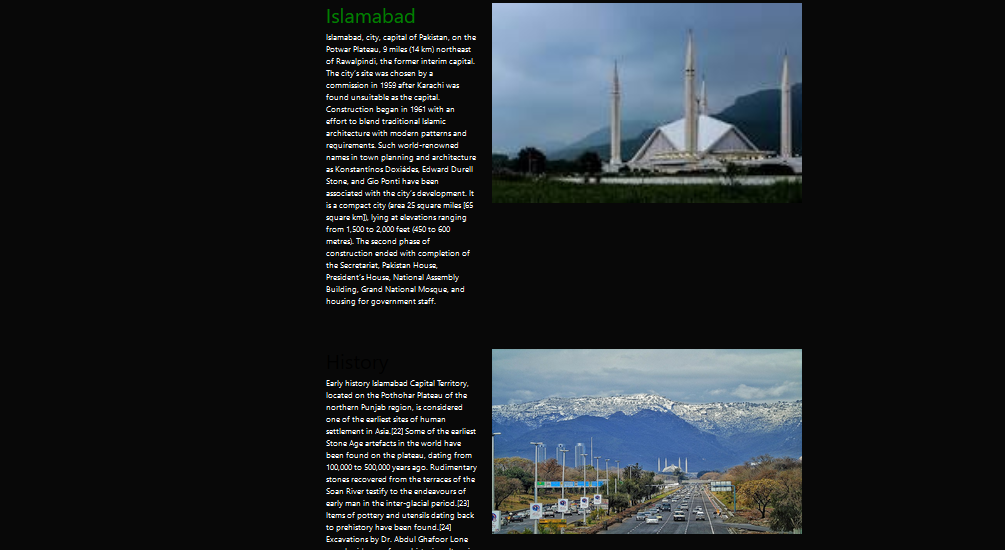 Islamabad
Islamabad, city, capital of Pakistan, on the
Potwar Plateau, 9 miles (14 km) northeast
of Rawalpindi, the former interim capital.
The city's site was chosen by a
commission in 1959 after Karachi was
found unsuitable as the capital.
Construction began in 1961 with an
effort to blend traditional Islamic
architecture with modern patterns and
requirements. Such world-renowned
names in town planning and architecture
as Konstantínos Doxiádes, Edward Durell
Stone, and Gio Ponti have been
associated with the city's development. It
is a compact city (area 25 square miles [65
square km]), lying at elevations ranging
from 1,500 to 2,000 feet (450 to 600
metres). The second phase of
construction ended with completion of
the Secretariat, Pakistan House,
President's House, National Assembly
Building, Grand National Mosque, and
housing for government staff.
History
Early history Islamabad Capital Territory,
located on the Pothohar Plateau of the
northern Punjab region, is considered
one of the earliest sites of human
settlement in Asia.[22] Some of the earliest
Stone Age artefacts in the world have
been found on the plateau, dating from
100,000 to 500,000 years ago. Rudimentary
stones recovered from the terraces of the
Soan River testify to the endeavours of
early man in the inter-glacial period.[23]
Items of pottery and utensils dating back
to prehistory have been found.[24]
Excavations by Dr. Abdul Ghafoor Lone